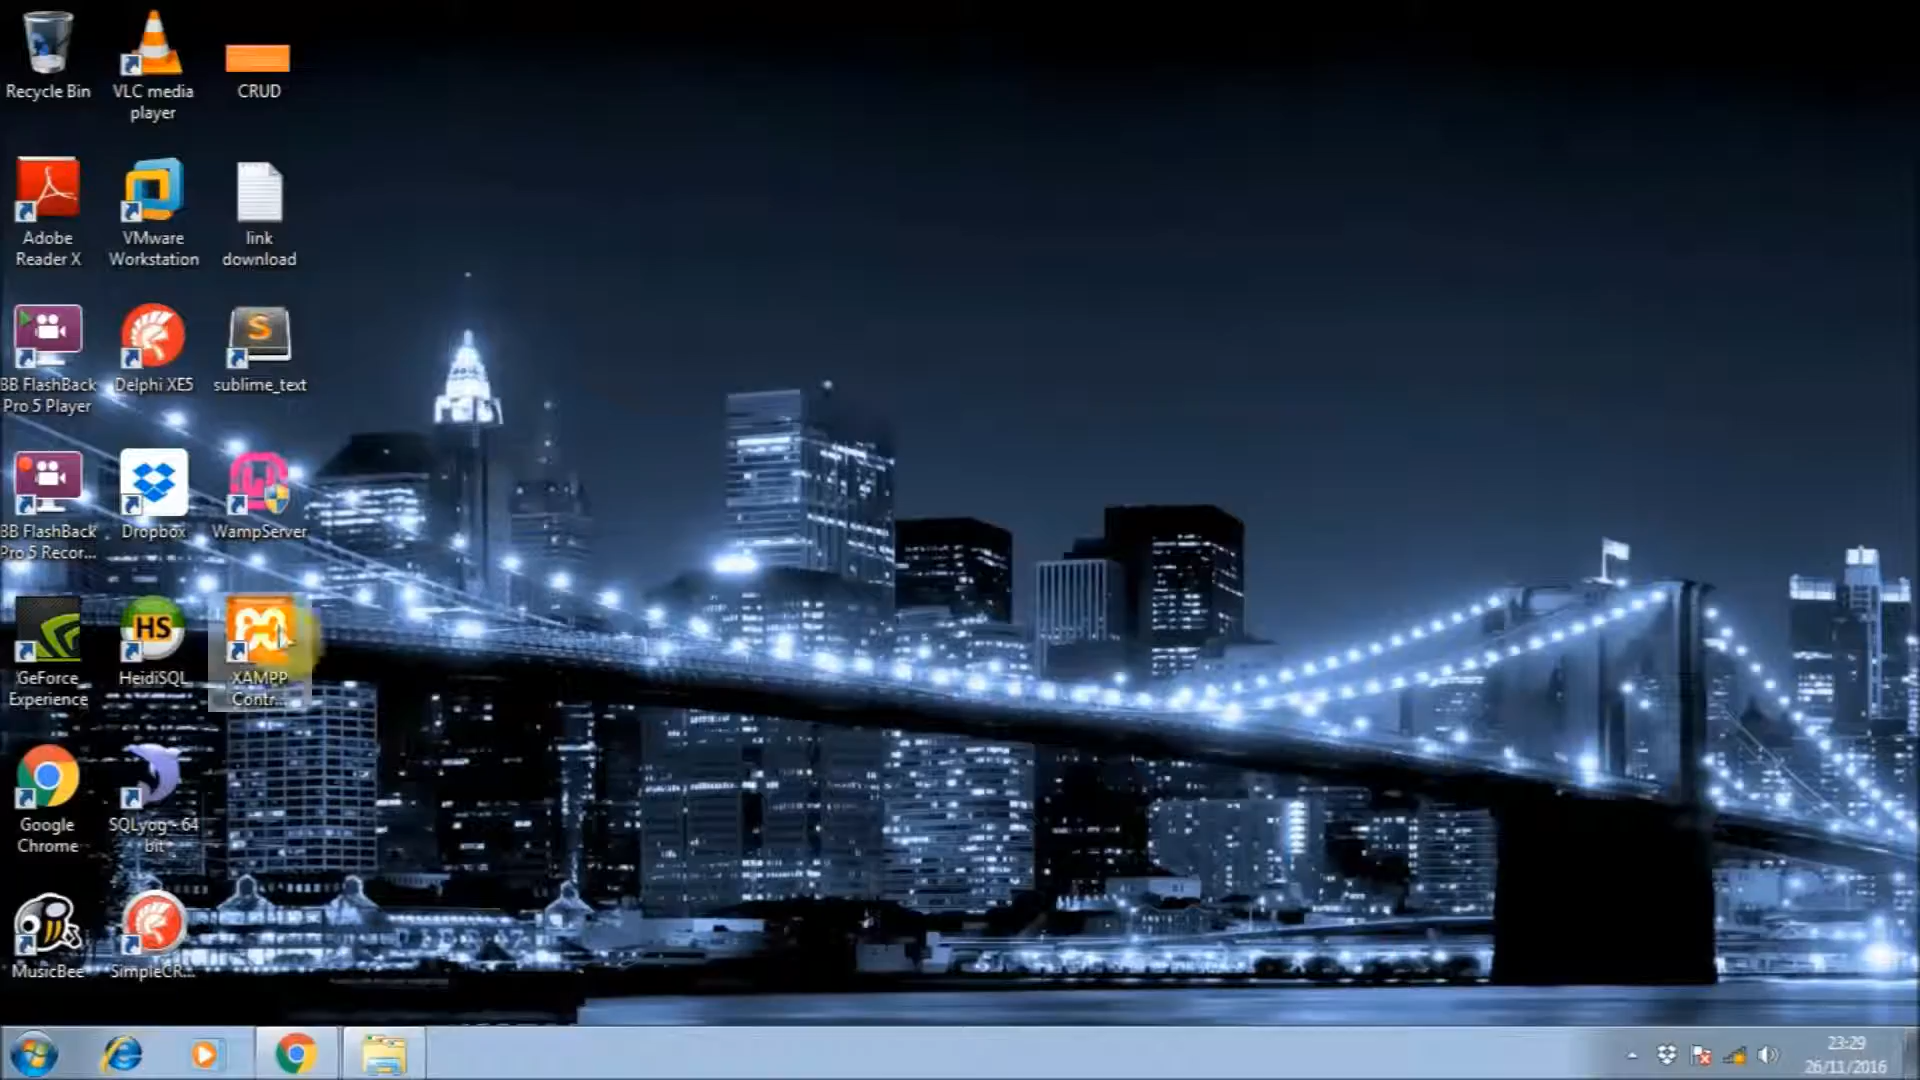 Recycle Bin
VLC media
player
CRUD
Adobe
Reader X
VMware
Workstation
link
download
BB FlashBack
Pro 5 Player
Delphi XE5
S
sublime_text
BB FlashBack
Pro 5 Recor...
Dropbox
WampServer
GeForce
Experience
HS
HeidiSQL
XAMPP
Contr...
Google
Chrome
SQLyog - 64
bit
MusicBee
SimpleCR...
23:29
26/11/2016